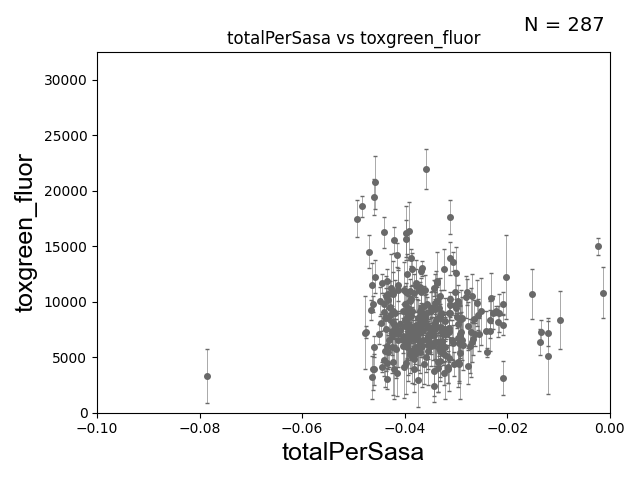 N = 287
totalPerSasa vs toxgreen_fluor
toxgreen_fluor
30000
25000
20000
15000
10000
5000
0
−0.10 −0.08 −0.06 −0.04 −0.02 0.00
totalPerSasa